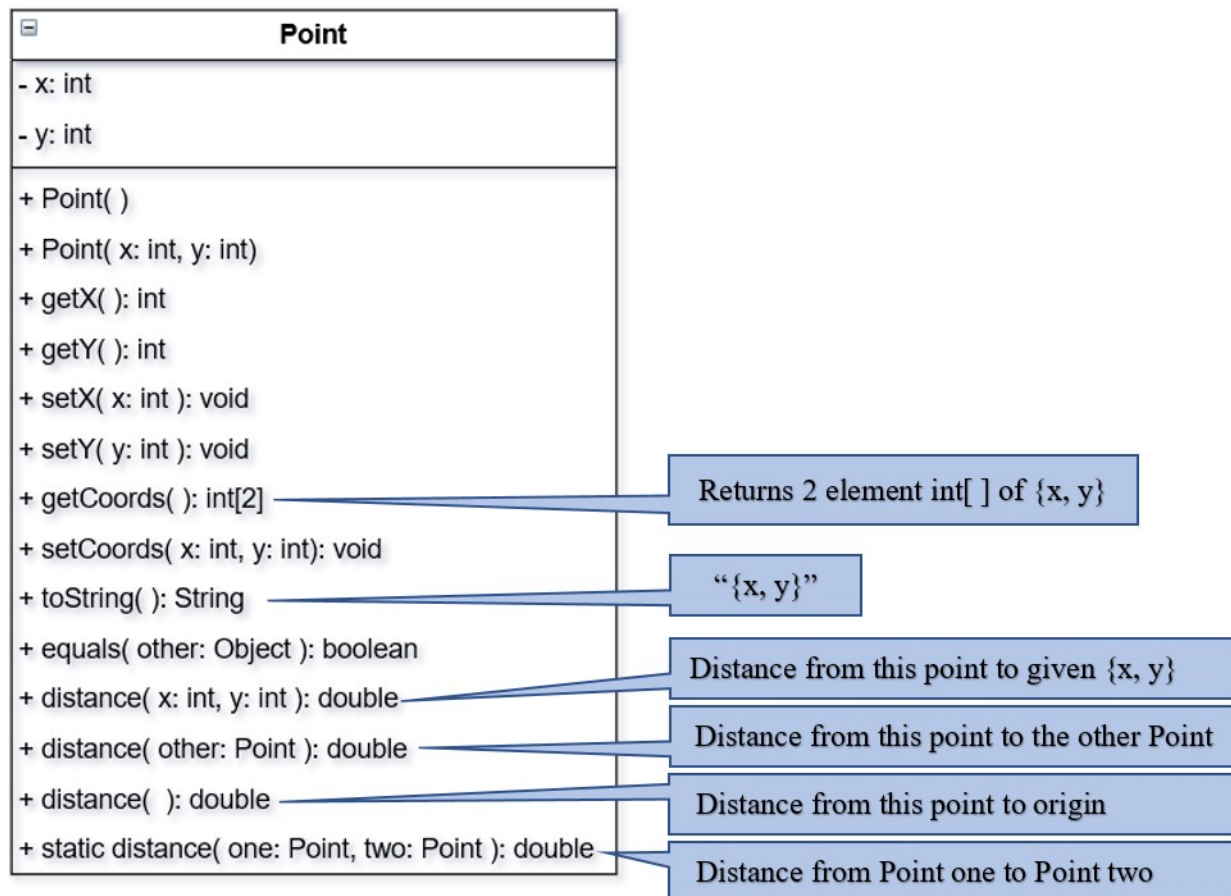 Point
- x: int
- y: int
+ Point( )
+ Point( x: int, y: int)
+ getX( ): int
+ getY( ): int
+ setX( x: int ): void
+ setY( y: int ): void
+ getCoords( ): int[2]
Returns 2 element int[ ] of {x, y}
+ setCoords( x: int, y: int): void
+ toString( ): String
“{x, y}”
+ equals( other: Object ): boolean
+ distance( x: int, y: int ): double
Distance from this point to given {x, y}
+ distance( other: Point ): double
Distance from this point to the other Point
+ distance(  ): double
Distance from this point to origin
+ static distance( one: Point, two: Point ): double
Distance from Point one to Point two